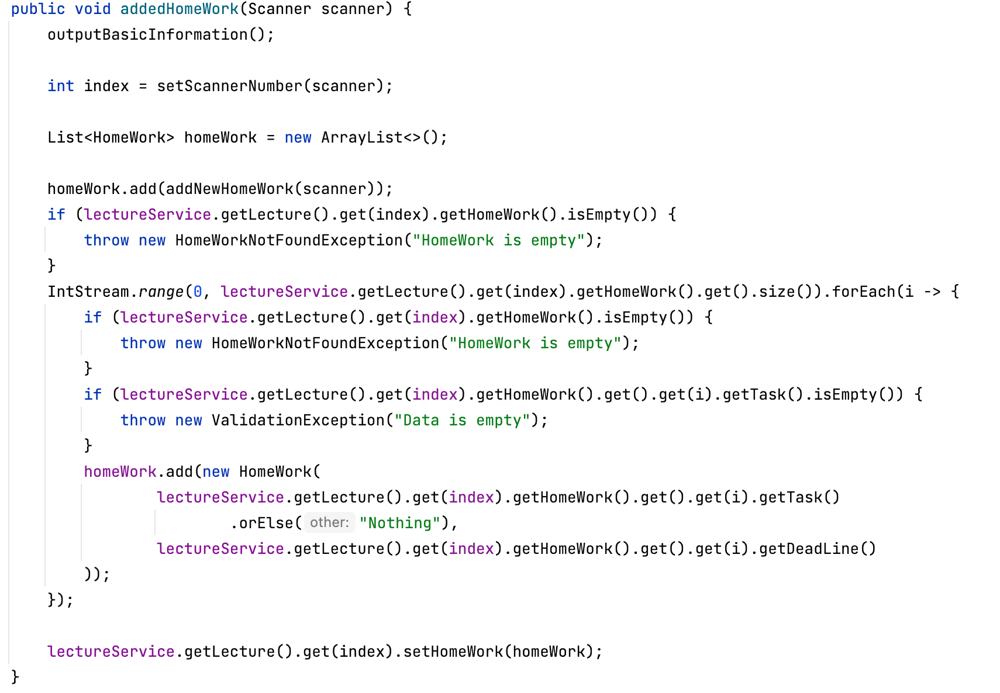 public void addedHomeWork(Scanner scanner) {
    outputBasicInformation();

    int index = setScannerNumber(scanner);

    List<HomeWork> homeWork = new ArrayList<>();

    homeWork.add(addNewHomeWork(scanner));
    if (lectureService.getLecture().get(index).getHomeWork().isEmpty()) {
        throw new HomeWorkNotFoundException("HomeWork is empty");
    }
    IntStream.range(0, lectureService.getLecture().get(index).getHomeWork().get().size()).forEach(i -> {
        if (lectureService.getLecture().get(index).getHomeWork().isEmpty()) {
            throw new HomeWorkNotFoundException("HomeWork is empty");
        }
        if (lectureService.getLecture().get(index).getHomeWork().get().get(i).getTask().isEmpty()) {
            throw new ValidationException("Data is empty");
        }
        homeWork.add(new HomeWork(
                lectureService.getLecture().get(index).getHomeWork().get().get(i).getTask()
                        .orElse( other: "Nothing"),
                lectureService.getLecture().get(index).getHomeWork().get().get(i).getDeadLine()
        ));
    });

    lectureService.getLecture().get(index).setHomeWork(homeWork);
}